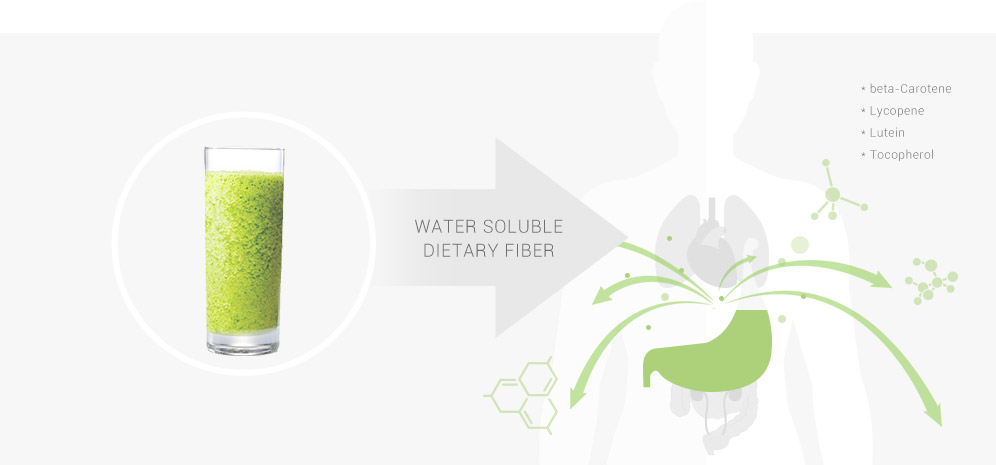 WATER SOLUBLE
DIETARY FIBER
* beta-Carotene
* Lycopene
* Lutein
* Tocopherol